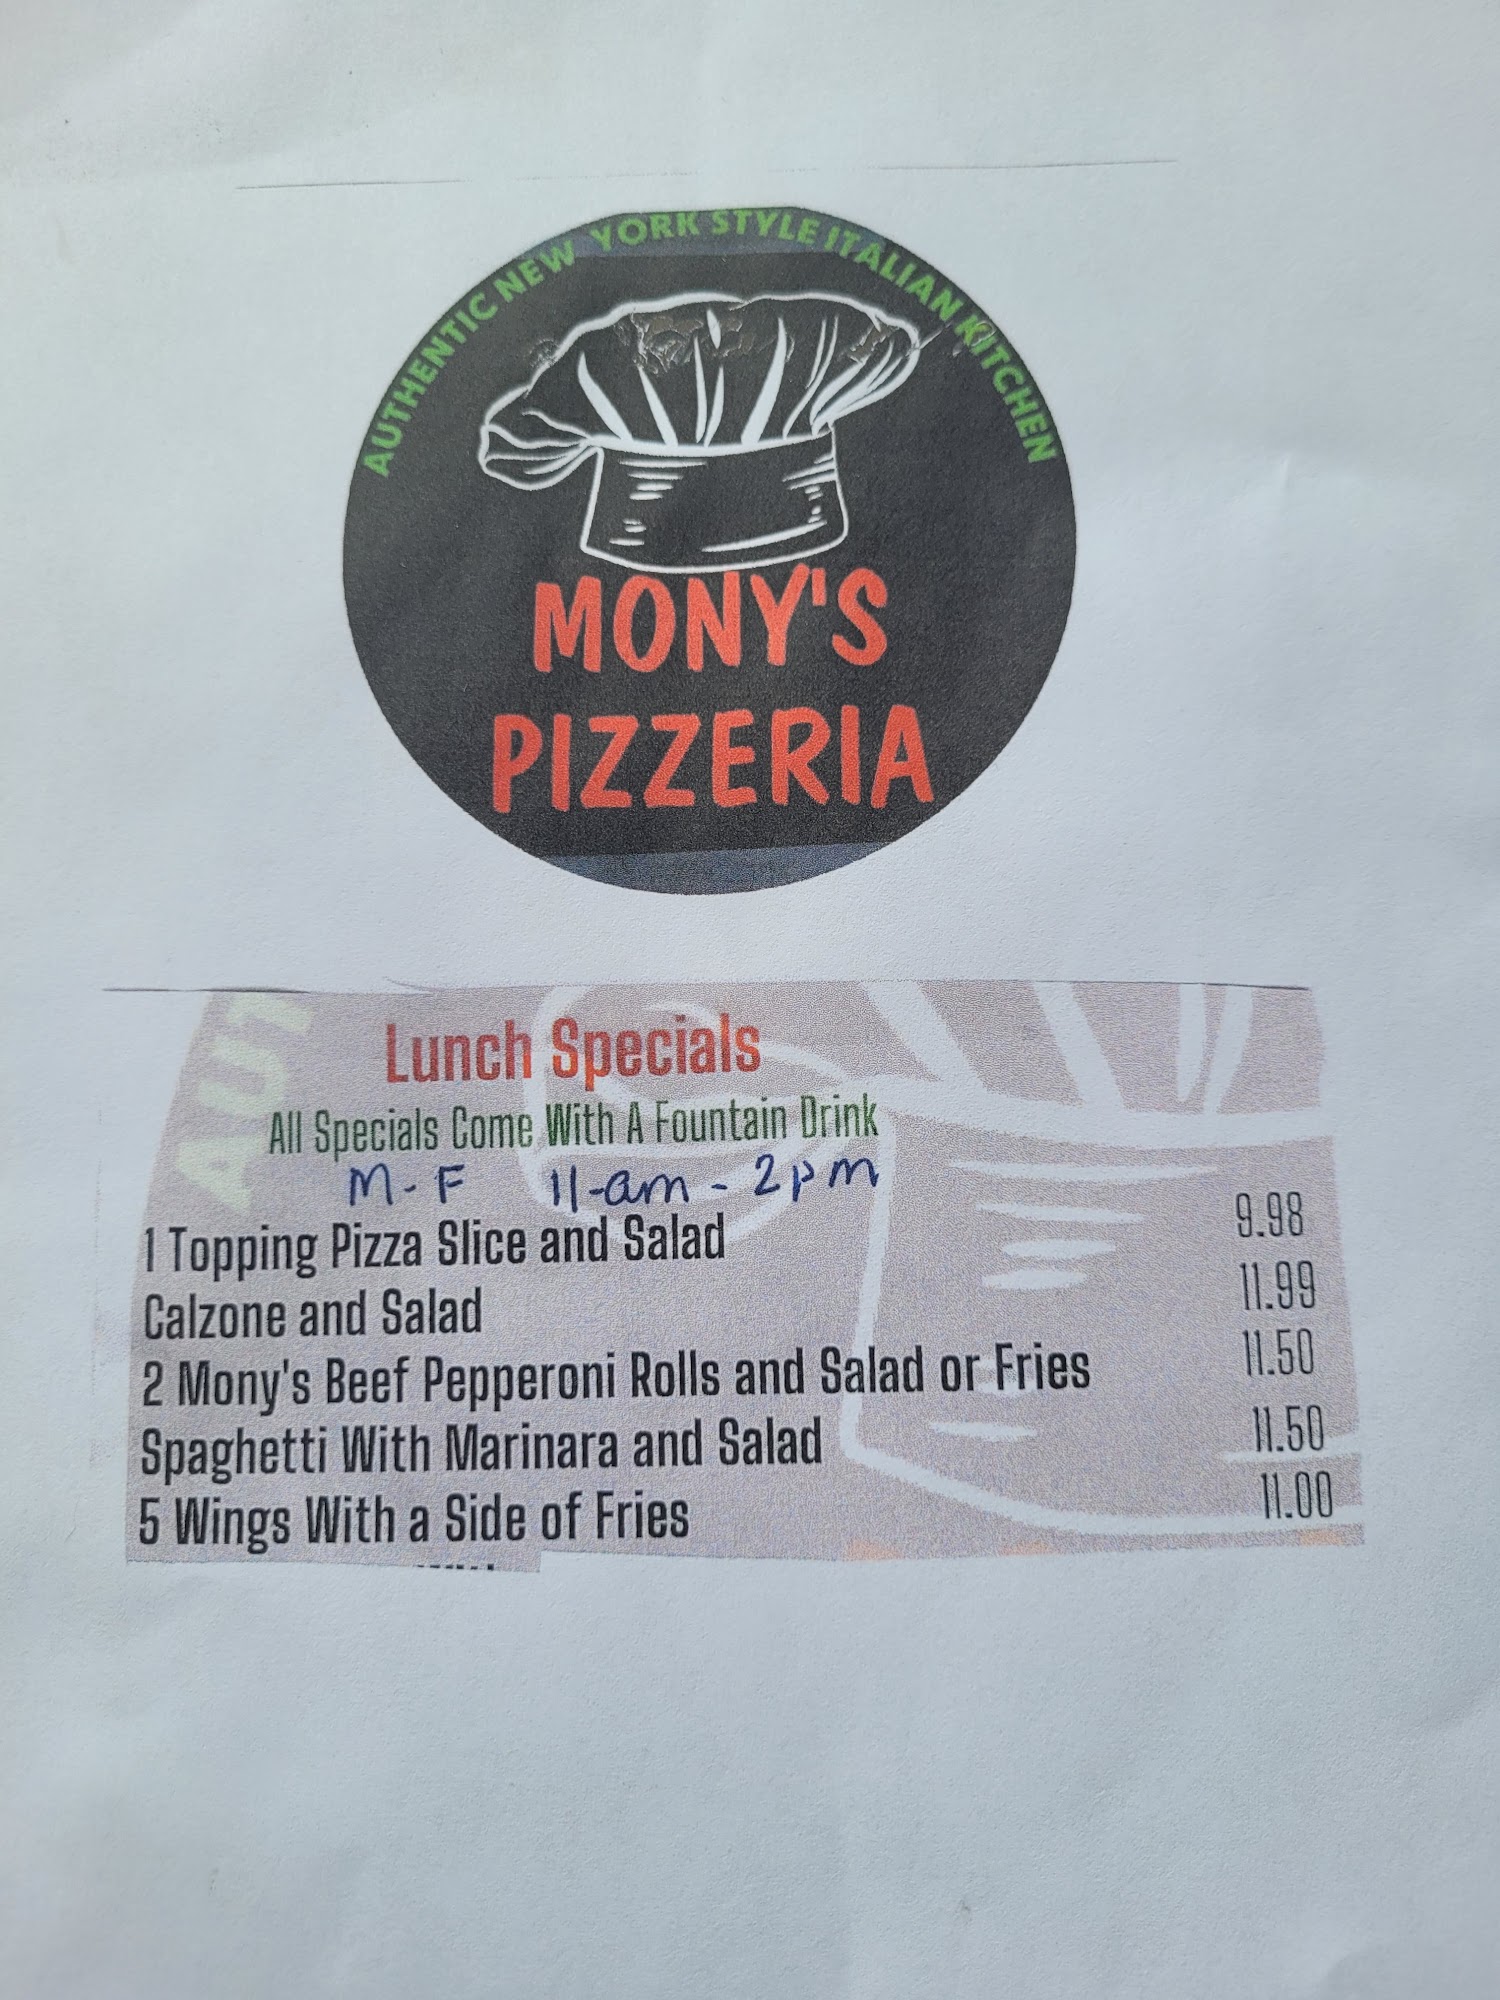 AUTHENTIC NEW YORK STYLE ITALIAN KITCHEN
MONY'S
PIZZERIA
AUT
Lunch Specials
All Specials Come With A Fountain Drink
M-F 11-am - 2pm
1 Topping Pizza Slice and Salad 9.98
Calzone and Salad 11.99
2 Mony's Beef Pepperoni Rolls and Salad or Fries 11.50
Spaghetti With Marinara and Salad 11.50
5 Wings With a Side of Fries 11.00